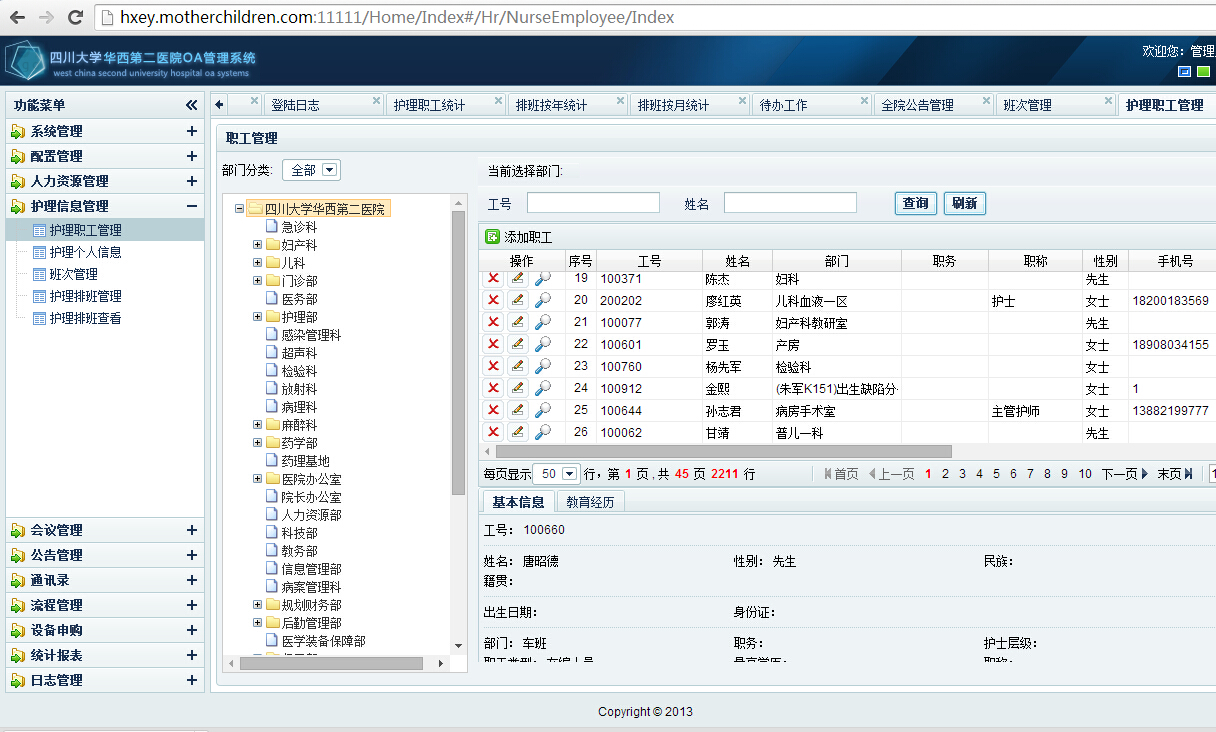 hxey.motherchildren.com:11111/Home/Index#/Hr/NurseEmployee/Index
四川大学华西第二医院OA管理系统
west china second university hospital oa systems
欢迎您：管理
功能菜单
登陆日志 护理职工统计 排班按年统计 排班按月统计 待办工作 全院公告管理 班次管理 护理职工管理
系统管理
配置管理
人力资源管理
护理信息管理
护理职工管理
护理个人信息
班次管理
护理排班管理
护理排班查看
会议管理
公告管理
通讯录
流程管理
设备申购
统计报表
日志管理
职工管理
部门分类: 全部
四川大学华西第二医院
急诊科
妇产科
儿科
门诊部
医务部
护理部
感染管理科
超声科
检验科
放射科
病理科
麻醉科
药学部
药理基地
医院办公室
院长办公室
人力资源部
科技部
教务部
信息管理部
病案管理科
规划财务部
后勤管理部
医学装备保障部
当前选择部门:
工号 姓名 查询 刷新
添加职工
操作 序号 工号 姓名 部门 职务 职称 性别 手机号
19 100371 陈杰 妇科 先生
20 200202 廖红英 儿科血液一区 护士 女士 18200183569
21 100077 郭涛 妇产科教研室 先生
22 100601 罗玉 产房 女士 18908034155
23 100760 杨先军 检验科 女士
24 100912 金熙 (朱军K151)出生缺陷分 女士 1
25 100644 孙志君 病房手术室 主管护师 女士 13882199777
26 100062 甘靖 普儿一科 先生
每页显示 50 行，第 1 页，共 45 页 2211 行 首页 上一页 1 2 3 4 5 6 7 8 9 10 下一页 末页 1
基本信息 教育经历
工号： 100660
姓名： 唐昭德 性别： 先生 民族：
籍贯：
出生日期： 身份证：
部门： 车班 职务： 护士层级：
职工类型： 在编人员 最高学历： 职称：
Copyright © 2013